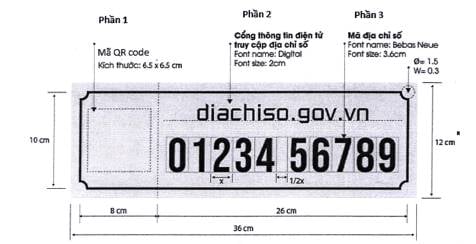 Phần 1
Phần 2
Phần 3
Mã QR code
Kích thước: 6.5 x 6.5 cm
Cổng thông tin điện tử
truy cập địa chỉ số
Font name: Digital
Font size: 2cm
Mã địa chỉ số
Font name: Bebas Neue
Font size: 3.6cm
Ø= 1.5
W= 0.3
diachiso.gov.vn
01234 56789
x
1/2x
10 cm
12 cm
8 cm
26 cm
36 cm